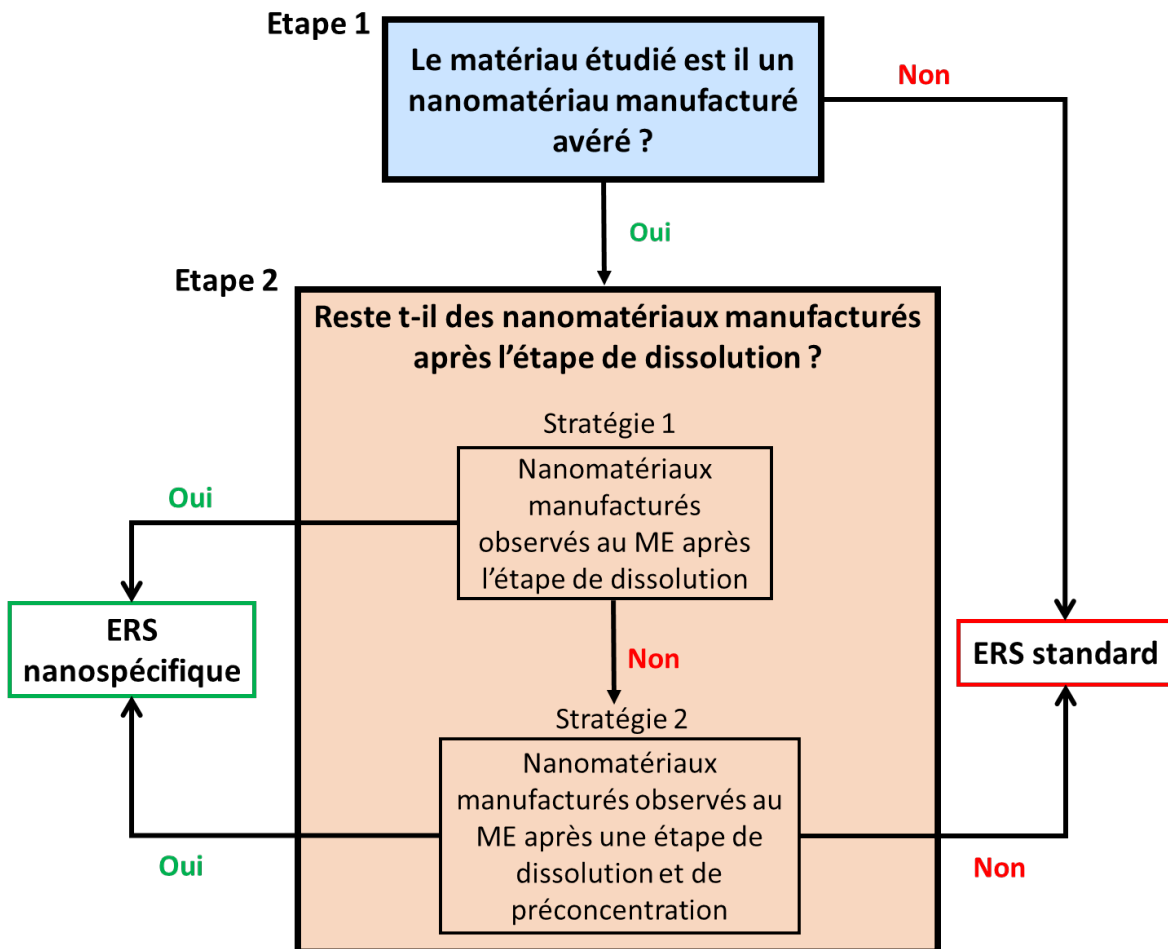 Etape 1
Le matériau étudié est il un
nanomatériau manufacturé
avéré ?
Non
Oui
Etape 2
Reste t-il des nanomatériaux manufacturés
après l’étape de dissolution ?
Stratégie 1
Nanomatériaux
manufacturés
observés au ME après
l’étape de dissolution
Oui
ERS
nanospécifique
Non
ERS standard
Stratégie 2
Nanomatériaux
manufacturés observés au
ME après une étape de
dissolution et de
préconcentration
Oui
Non